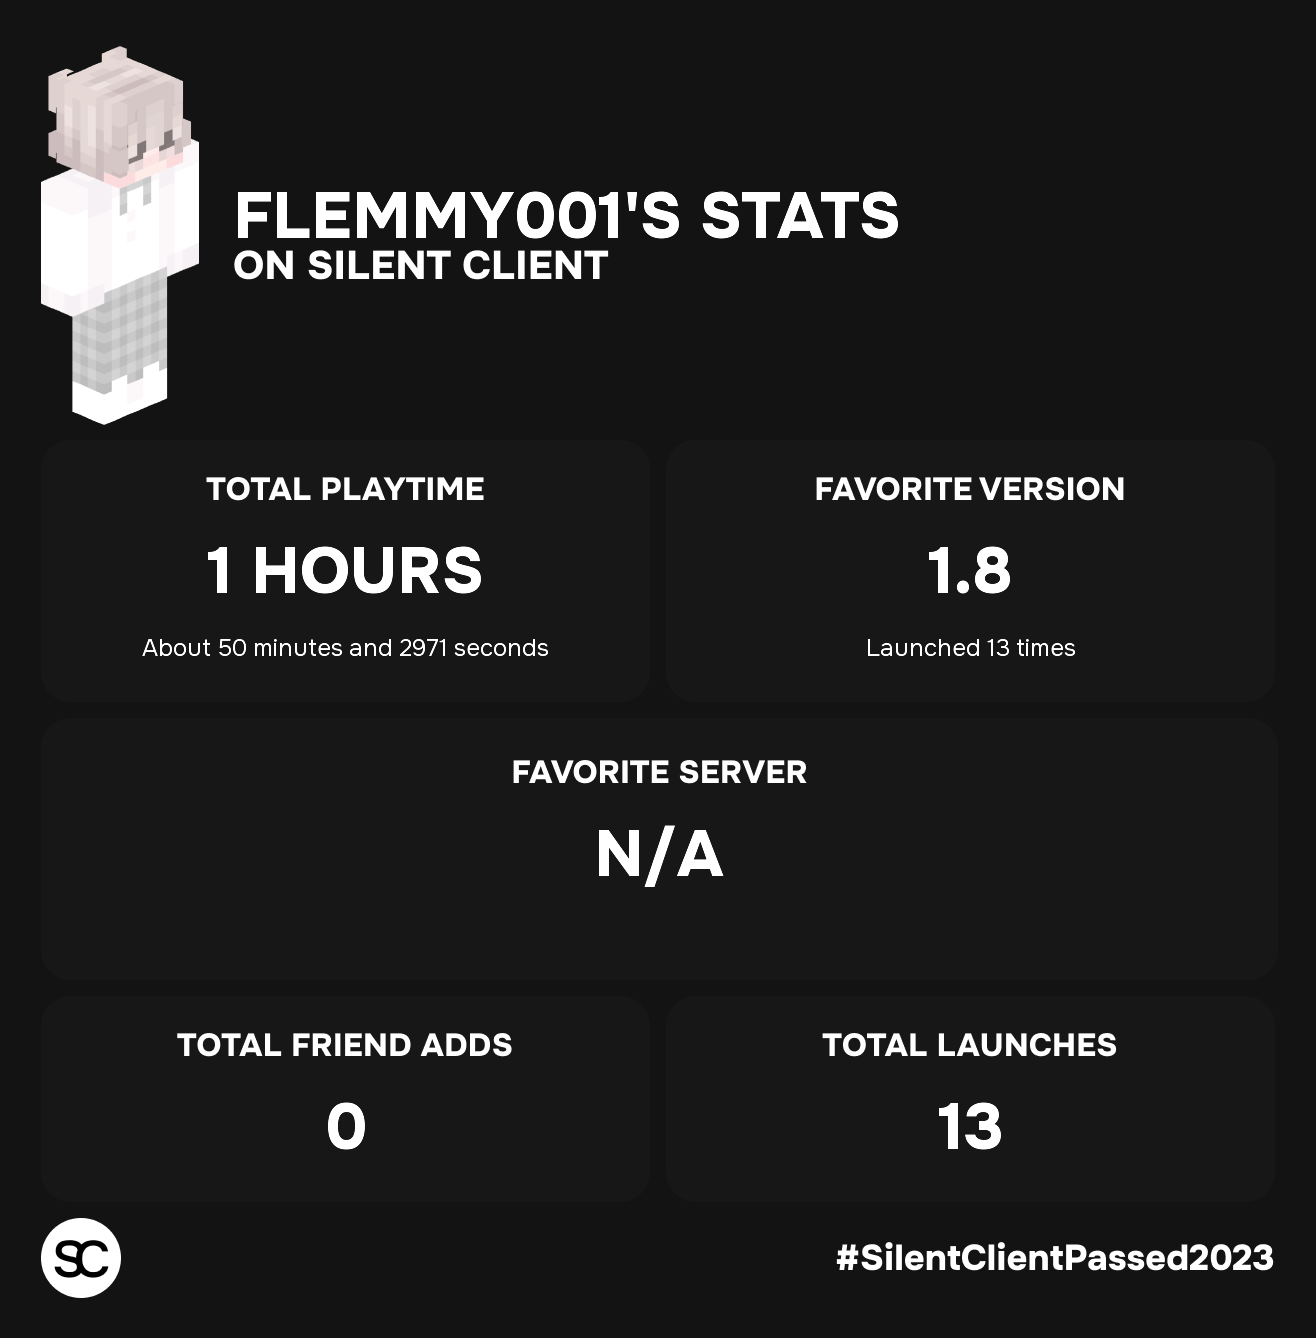 FLEMMY001'S STATS
ON SILENT CLIENT
TOTAL PLAYTIME
1 HOURS
About 50 minutes and 2971 seconds
FAVORITE VERSION
1.8
Launched 13 times
FAVORITE SERVER
N/A
TOTAL FRIEND ADDS
0
TOTAL LAUNCHES
13
SC
#SilentClientPassed2023